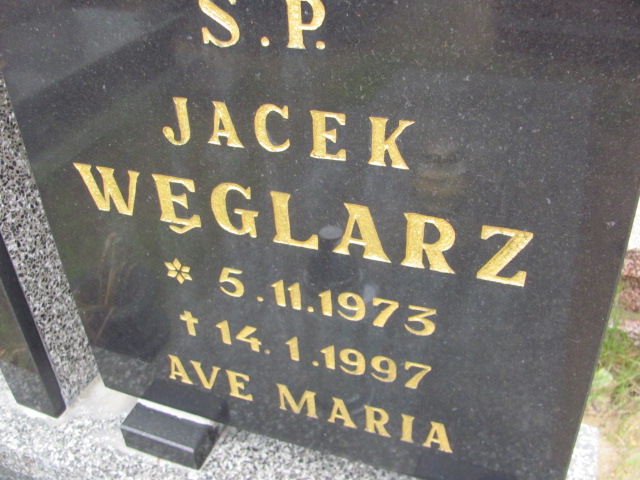 S.P.
JACEK
WĘGLARZ
* 5.11.1973
✝ 14.1.1997
AVE MARIA